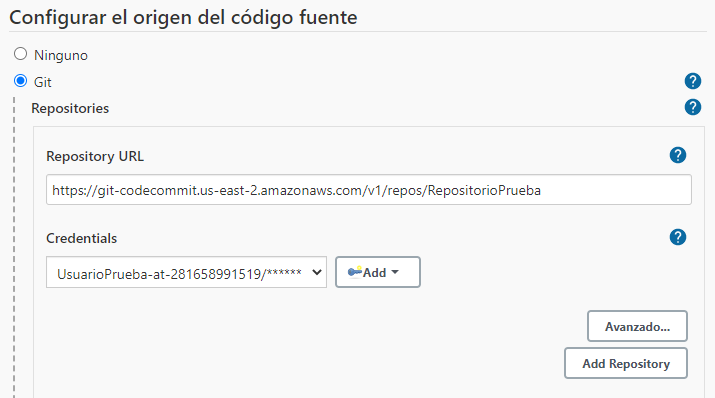 Configurar el origen del código fuente
Ninguno
Git
Repositories
Repository URL
https://git-codecommit.us-east-2.amazonaws.com/v1/repos/RepositorioPrueba
Credentials
UsuarioPrueba-at-281658991519/******
Add
Avanzado...
Add Repository